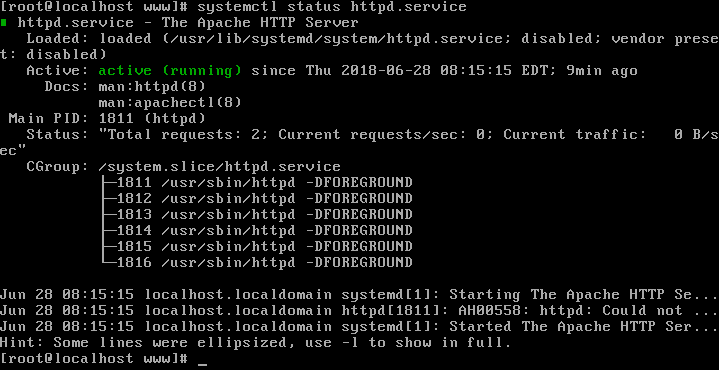 [root@localhost www]# systemctl status httpd.service
● httpd.service - The Apache HTTP Server
   Loaded: loaded (/usr/lib/systemd/system/httpd.service; disabled; vendor prese
t: disabled)
   Active: active (running) since Thu 2018-06-28 08:15:15 EDT; 9min ago
     Docs: man:httpd(8)
           man:apachectl(8)
 Main PID: 1811 (httpd)
   Status: "Total requests: 2; Current requests/sec: 0; Current traffic:   0 B/s
ec"
   CGroup: /system.slice/httpd.service
           ├─1811 /usr/sbin/httpd -DFOREGROUND
           ├─1812 /usr/sbin/httpd -DFOREGROUND
           ├─1813 /usr/sbin/httpd -DFOREGROUND
           ├─1814 /usr/sbin/httpd -DFOREGROUND
           ├─1815 /usr/sbin/httpd -DFOREGROUND
           └─1816 /usr/sbin/httpd -DFOREGROUND

Jun 28 08:15:15 localhost.localdomain systemd[1]: Starting The Apache HTTP Se...
Jun 28 08:15:15 localhost.localdomain httpd[1811]: AH00558: httpd: Could not ...
Jun 28 08:15:15 localhost.localdomain systemd[1]: Started The Apache HTTP Ser...
Hint: Some lines were ellipsized, use -l to show in full.
[root@localhost www]# _